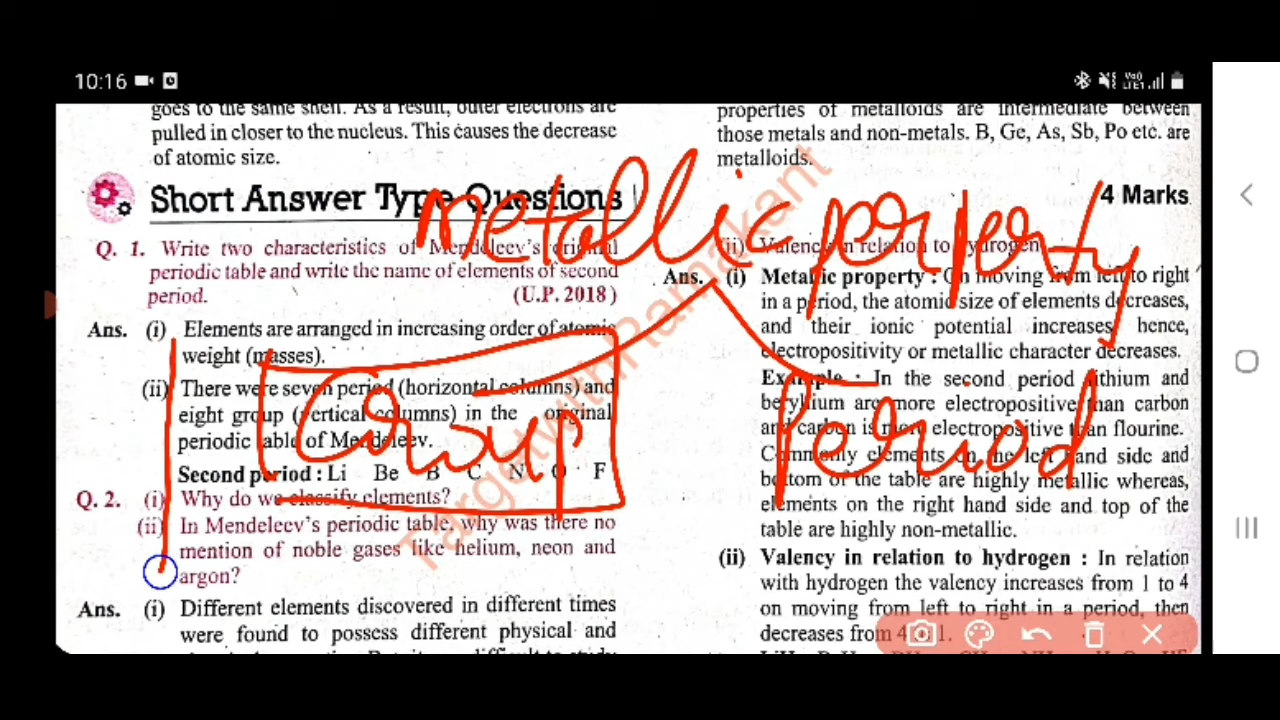 10:16
goes to the same shell. As a result, outer electrons are
pulled in closer to the nucleus. This causes the decrease
of atomic size.
Short Answer Type Questions
Q. 1. Write two characteristics of Mendeleev's original
periodic table and write the name of elements of second
period. (U.P. 2018)
Ans. (i) Elements are arranged in increasing order of atomic
weight (masses).
(ii) There were seven period (horizontal columns) and
eight group (vertical columns) in the original
periodic table of Mendeleev.
Second period : Li Be B C N O F
Q. 2. (i) Why do we classify elements?
(ii) In Mendeleev's periodic table, why was there no
mention of noble gases like helium, neon and
argon?
Ans. (i) Different elements discovered in different times
were found to possess different physical and
properties of metalloids are intermediate between
those metals and non-metals. B, Ge, As, Sb, Po etc. are
metalloids.
4 Marks
(ii) Valency in relation to hydrogen
Ans. (i) Metallic property : On moving from left to right
in a period, the atomic size of elements decreases,
and their ionic potential increases, hence,
electropositivity or metallic character decreases.
Example : In the second period lithium and
beryllium are more electropositive than carbon
and carbon is more electropositive than flourine.
Commonly elements on the left hand side and
bottom of the table are highly metallic whereas,
elements on the right hand side and top of the
table are highly non-metallic.
(ii) Valency in relation to hydrogen : In relation
with hydrogen the valency increases from 1 to 4
on moving from left to right in a period, then
decreases from 4 to 1.
metallic perperty
Group
Period
Target with Ramakant